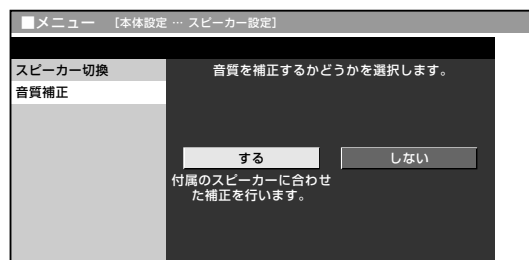 ■メニュー [本体設定 … スピーカー設定]
スピーカー切換
音質補正
音質を補正するかどうかを選択します。
する
しない
付属のスピーカーに合わせ
た補正を行います。